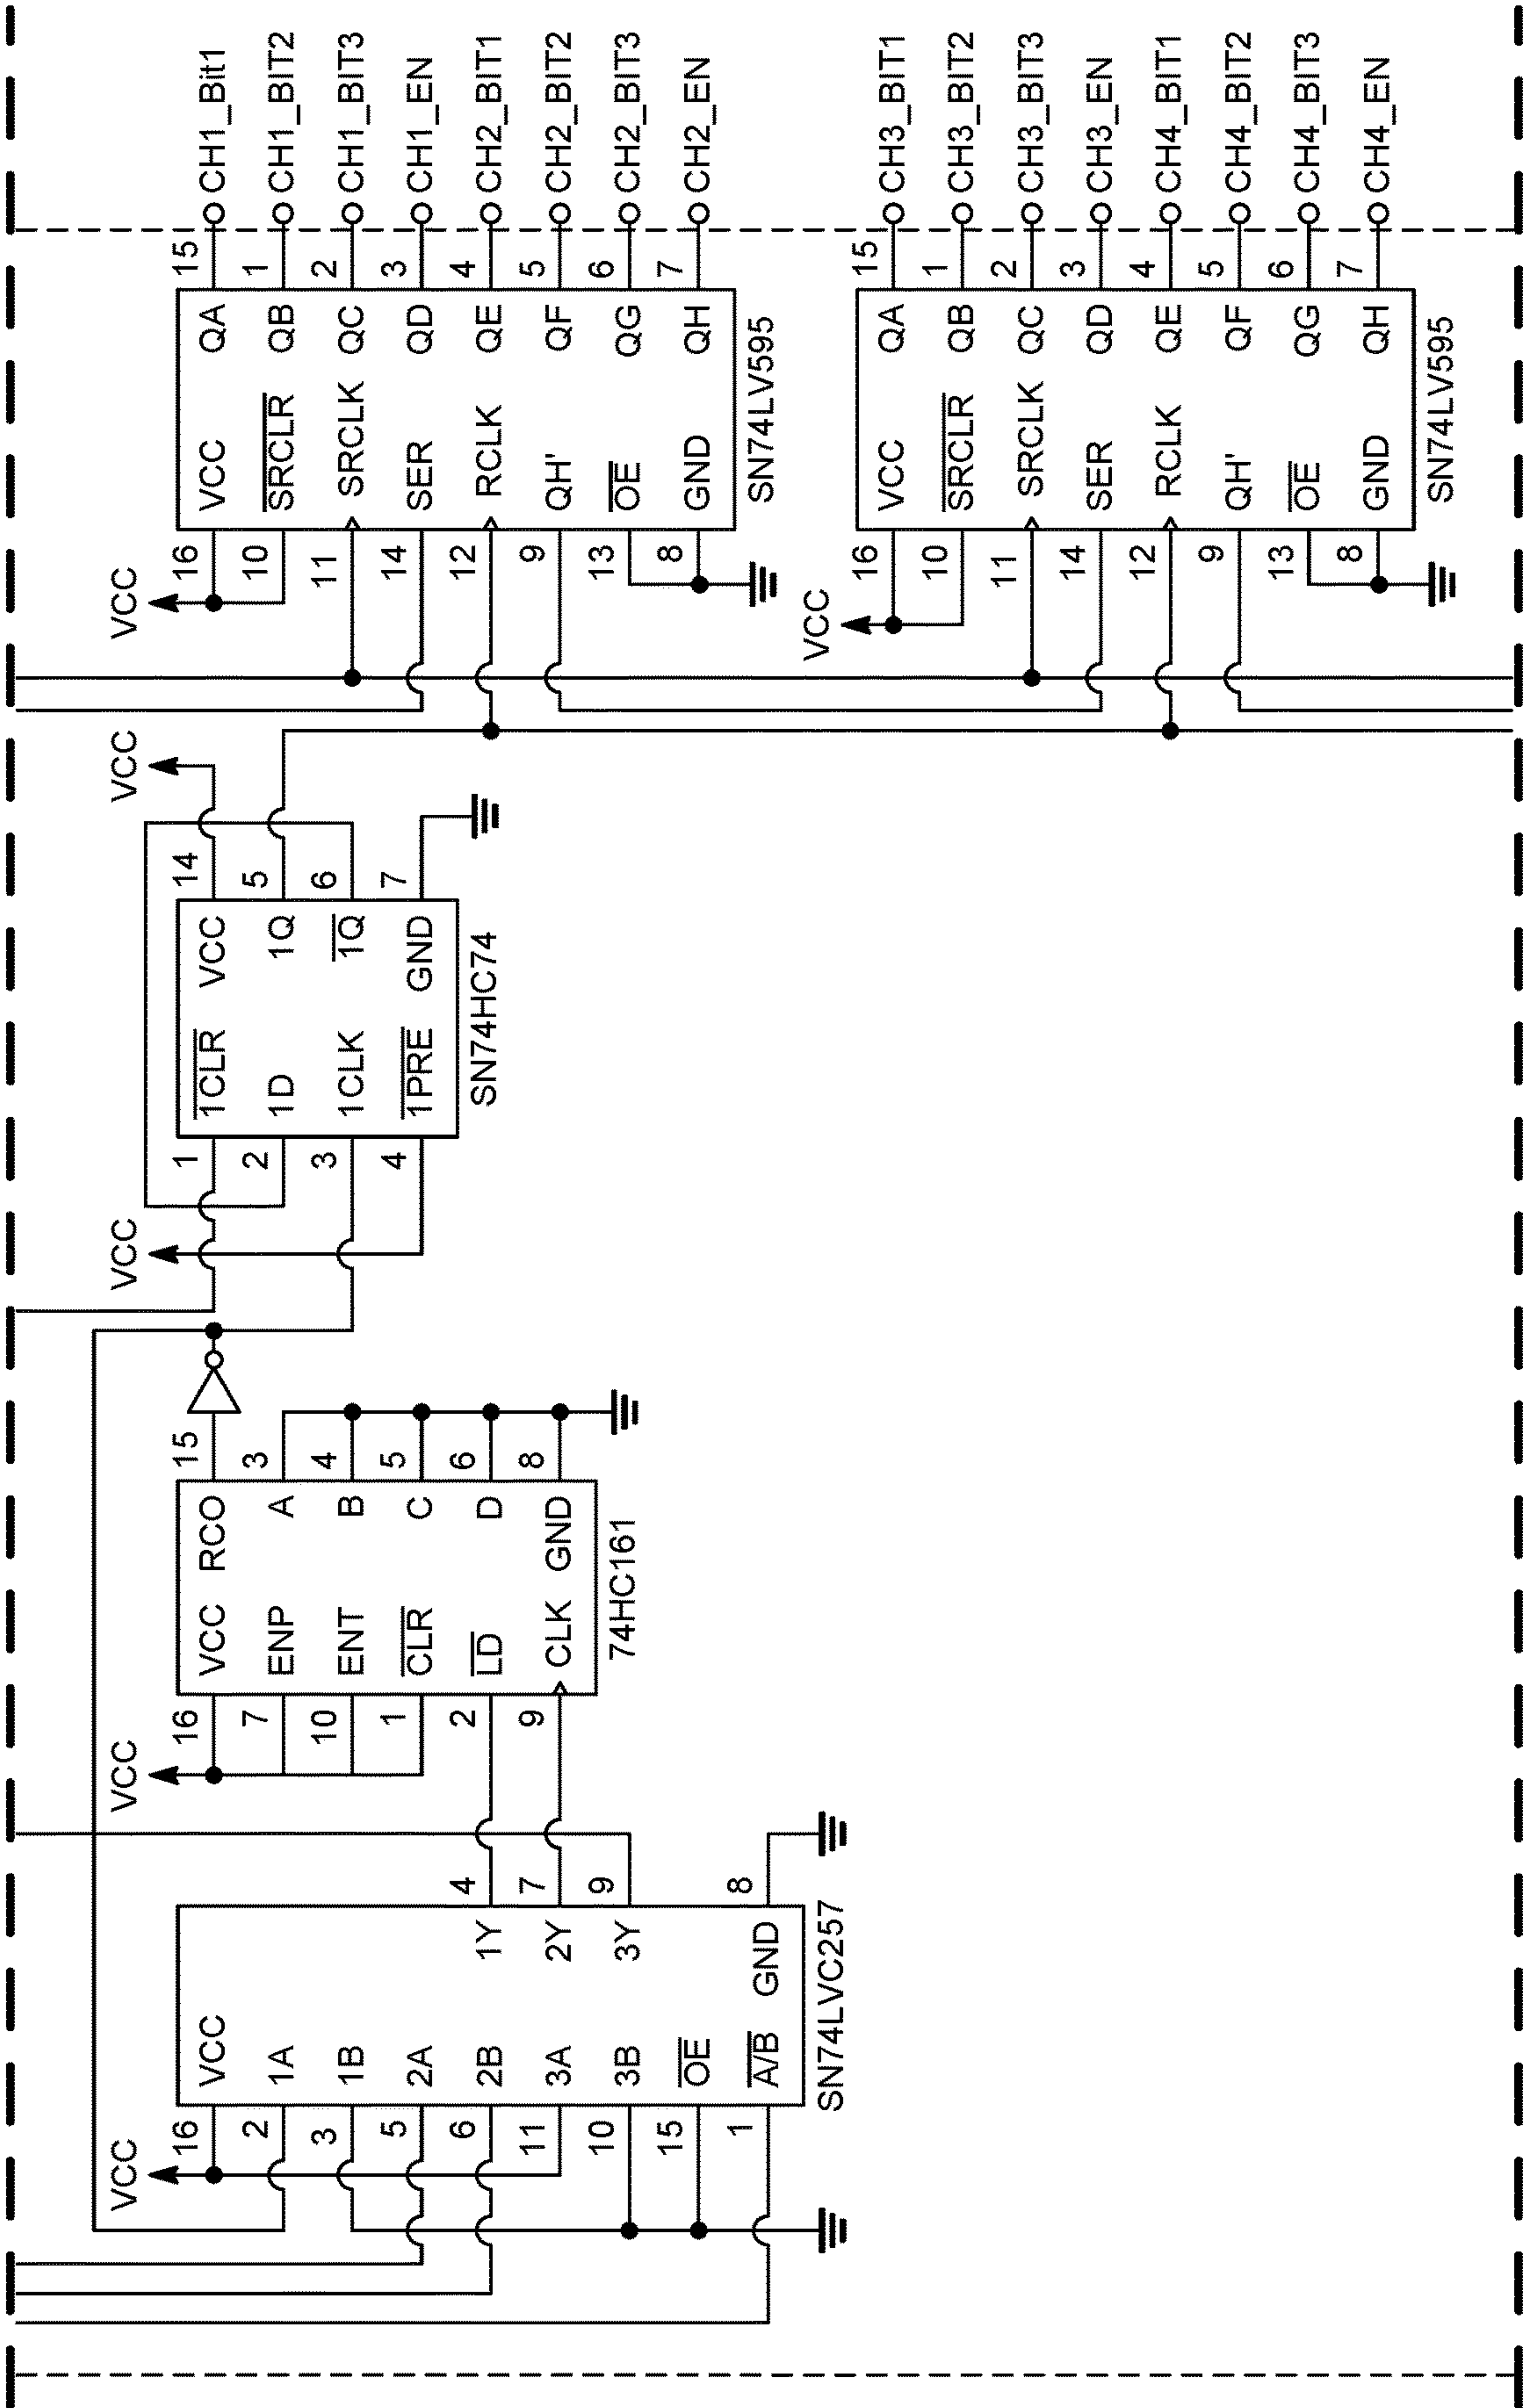 VCC
16 VCC
2 1A
3 1B
5 2A
6 2B
11 3A
10 3B
15 OE
1 A/B
1Y 4
2Y 7
3Y 9
GND 8
SN74LVC257
VCC
16 VCC
7 ENP
10 ENT
1 CLR
2 LD
9 CLK
RCO 15
A 3
B 4
C 5
D 6
GND 8
74HC161
VCC
1 1CLR
2 1D
3 1CLK
4 1PRE
VCC 14
1Q 5
1Q 6
GND 7
SN74HC74
VCC
VCC
16 VCC QA 15 CH1_Bit1
10 SRCLR QB 1 CH1_BIT2
11 SRCLK QC 2 CH1_BIT3
14 SER QD 3 CH1_EN
12 RCLK QE 4 CH2_BIT1
9 QH' QF 5 CH2_BIT2
13 OE QG 6 CH2_BIT3
8 GND QH 7 CH2_EN
SN74LV595
VCC
16 VCC QA 15 CH3_BIT1
10 SRCLR QB 1 CH3_BIT2
11 SRCLK QC 2 CH3_BIT3
14 SER QD 3 CH3_EN
12 RCLK QE 4 CH4_BIT1
9 QH' QF 5 CH4_BIT2
13 OE QG 6 CH4_BIT3
8 GND QH 7 CH4_EN
SN74LV595